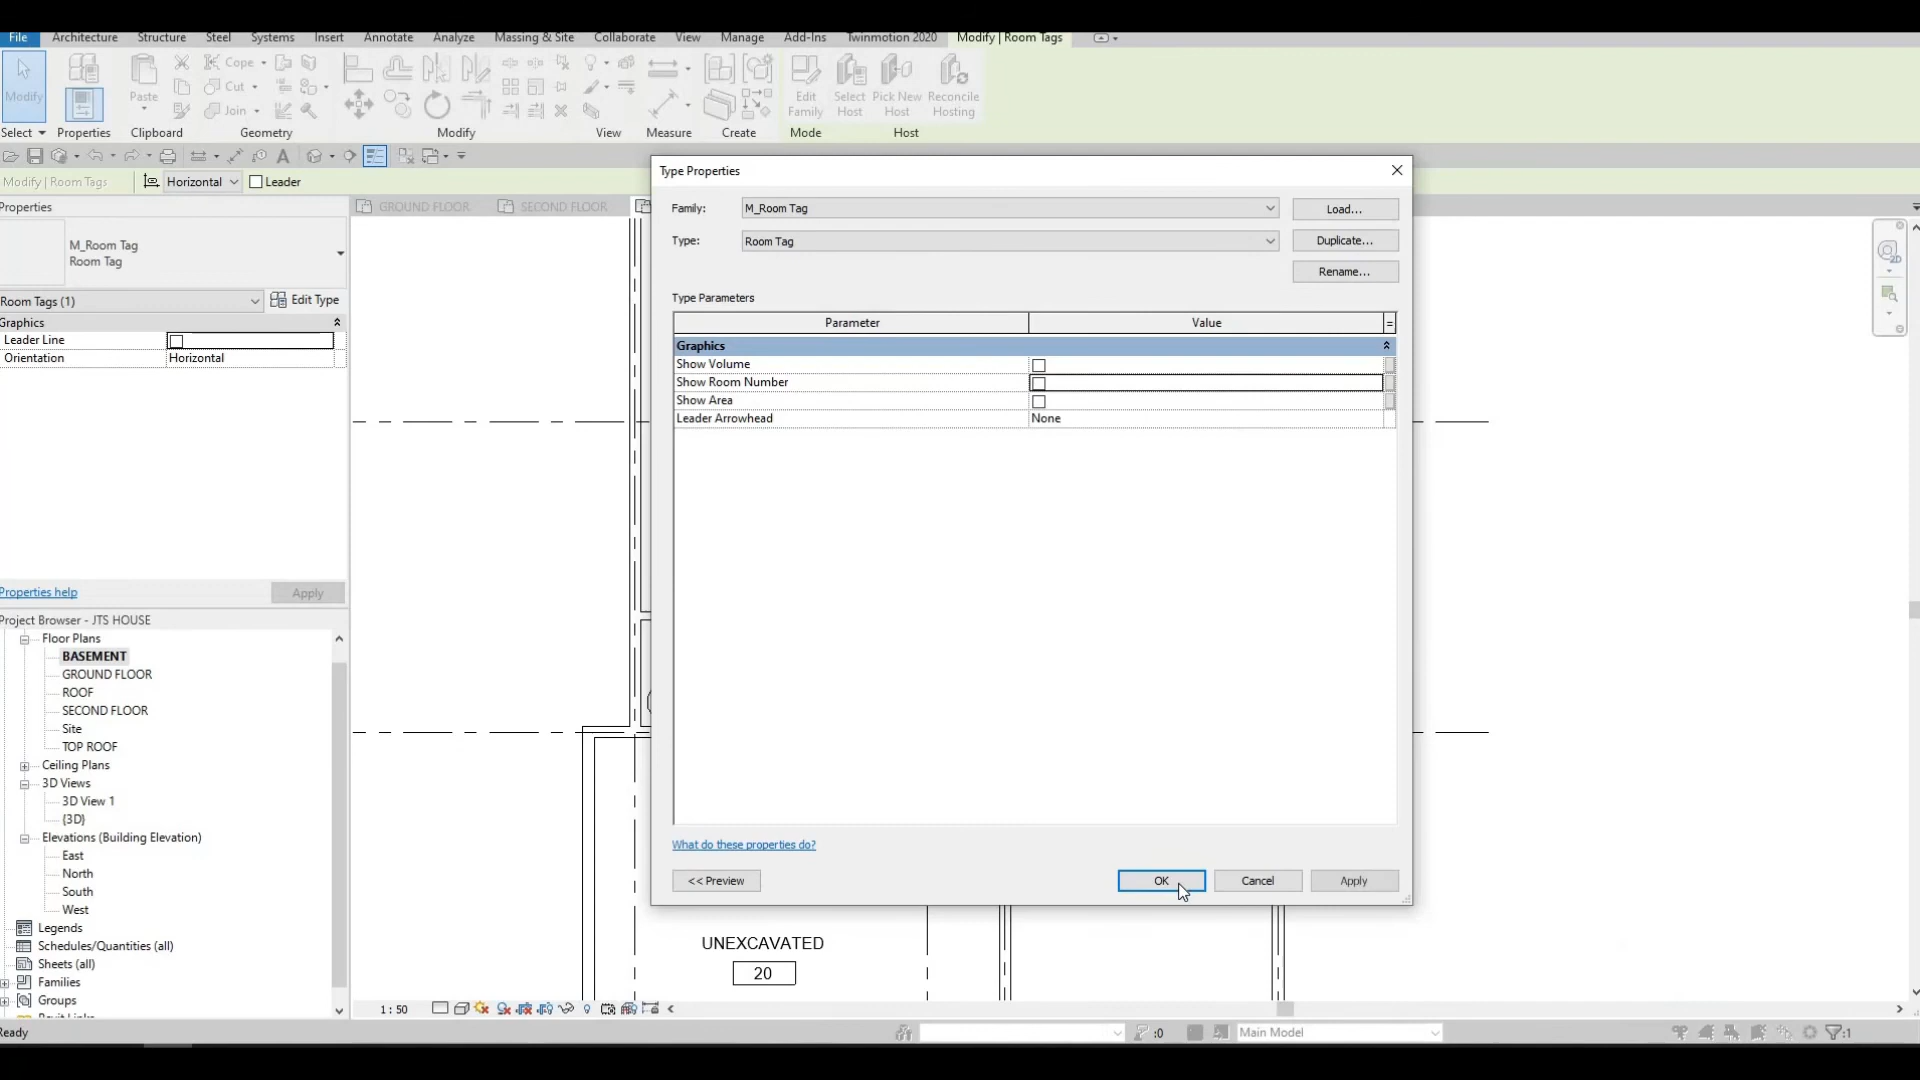 File Architecture Structure Steel Systems Insert Annotate Analyze Massing & Site Collaborate View Manage Add-Ins Twinmotion 2020 Modify | Room Tags
Modify Paste Cope Cut Join Edit Family Select Host Pick New Host Reconcile Hosting
Select Properties Clipboard Geometry Modify View Measure Create Mode Host
Modify | Room Tags Horizontal Leader
Properties
GROUND FLOOR SECOND FLOOR
M_Room Tag
Room Tag
Room Tags (1) Edit Type
Graphics
Leader Line
Orientation Horizontal
Properties help Apply
Project Browser - JTS HOUSE
Floor Plans
BASEMENT
GROUND FLOOR
ROOF
SECOND FLOOR
Site
TOP ROOF
Ceiling Plans
3D Views
3D View 1
{3D}
Elevations (Building Elevation)
East
North
South
West
Legends
Schedules/Quantities (all)
Sheets (all)
Families
Groups
Type Properties
Family: M_Room Tag Load...
Type: Room Tag Duplicate...
Rename...
Type Parameters
Parameter Value =
Graphics
Show Volume
Show Room Number
Show Area
Leader Arrowhead None
What do these properties do?
<< Preview OK Cancel Apply
UNEXCAVATED
20
2D
1 : 50
Ready :0 Main Model :1